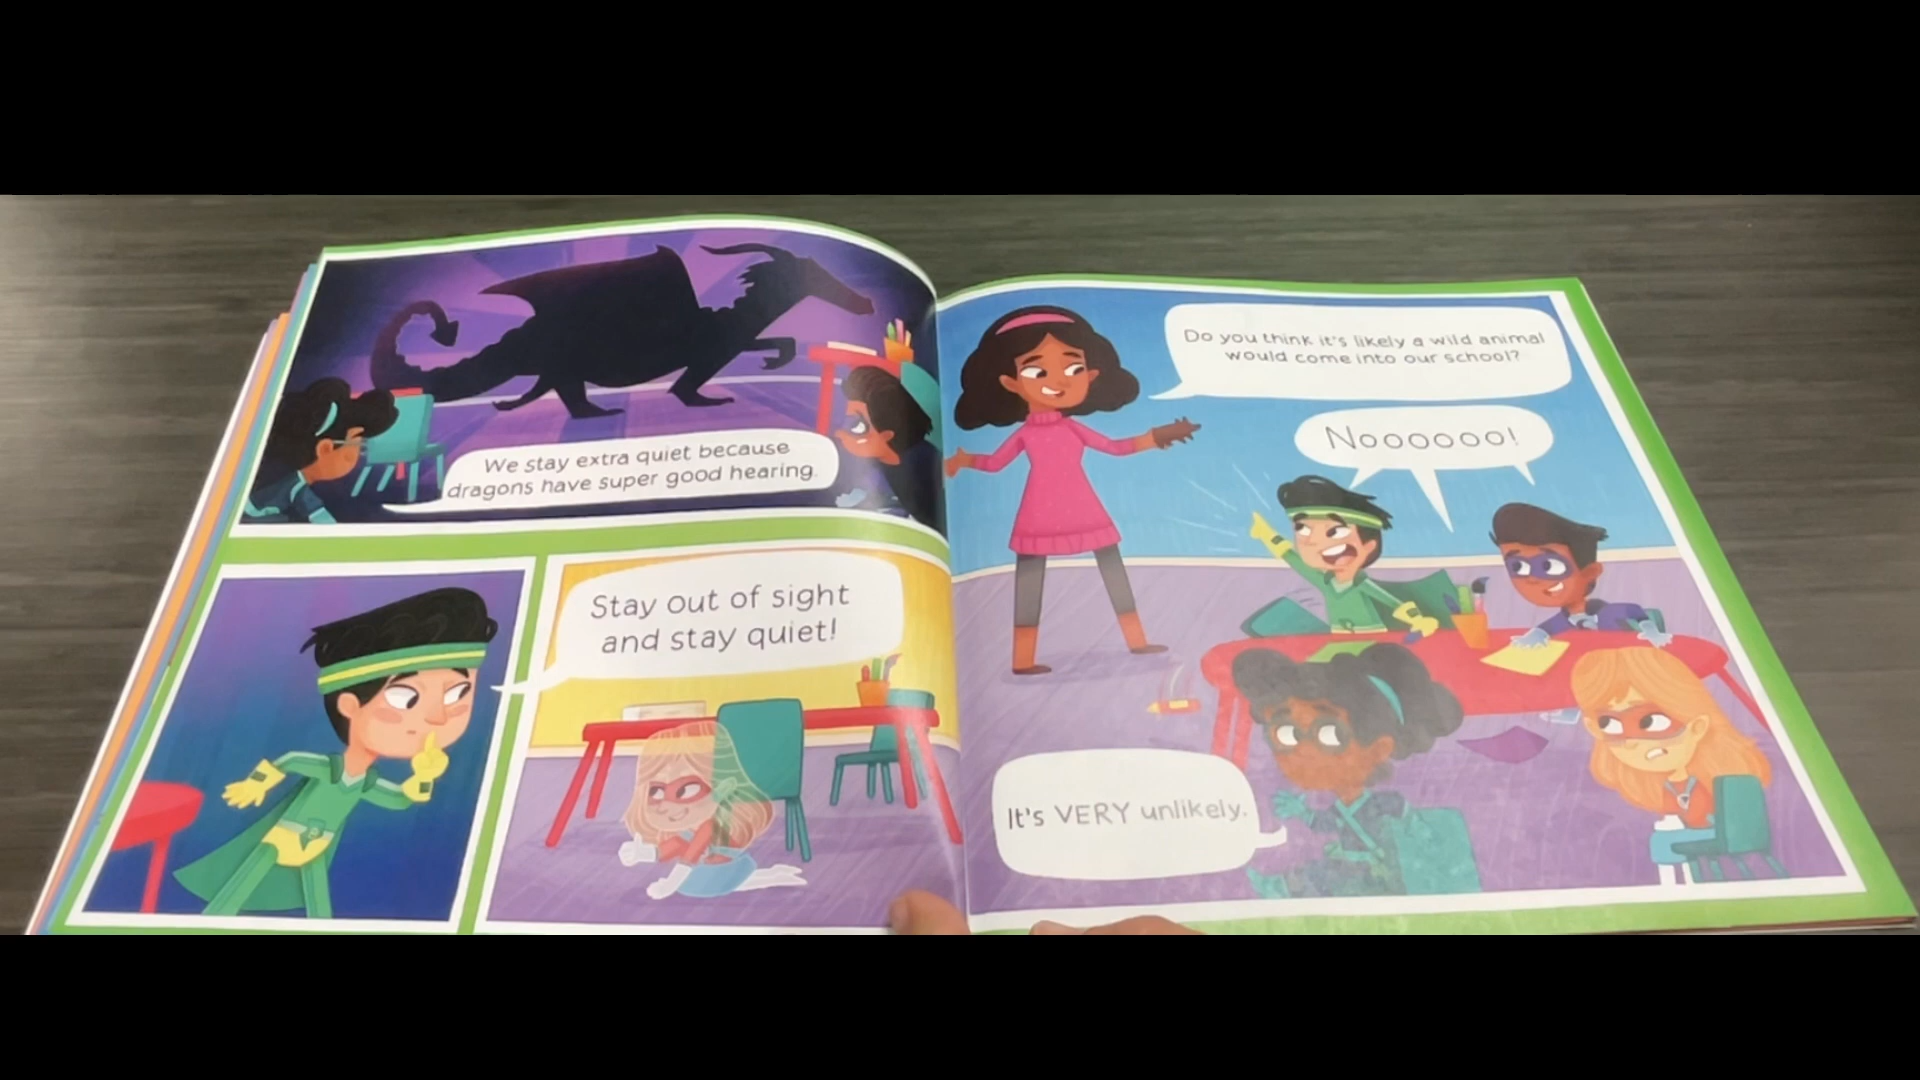 We stay extra quiet because
dragons have super good hearing.
Stay out of sight
and stay quiet!
Do you think it's likely a wild animal
would come into our school?
Noooooo!
It's VERY unlikely.